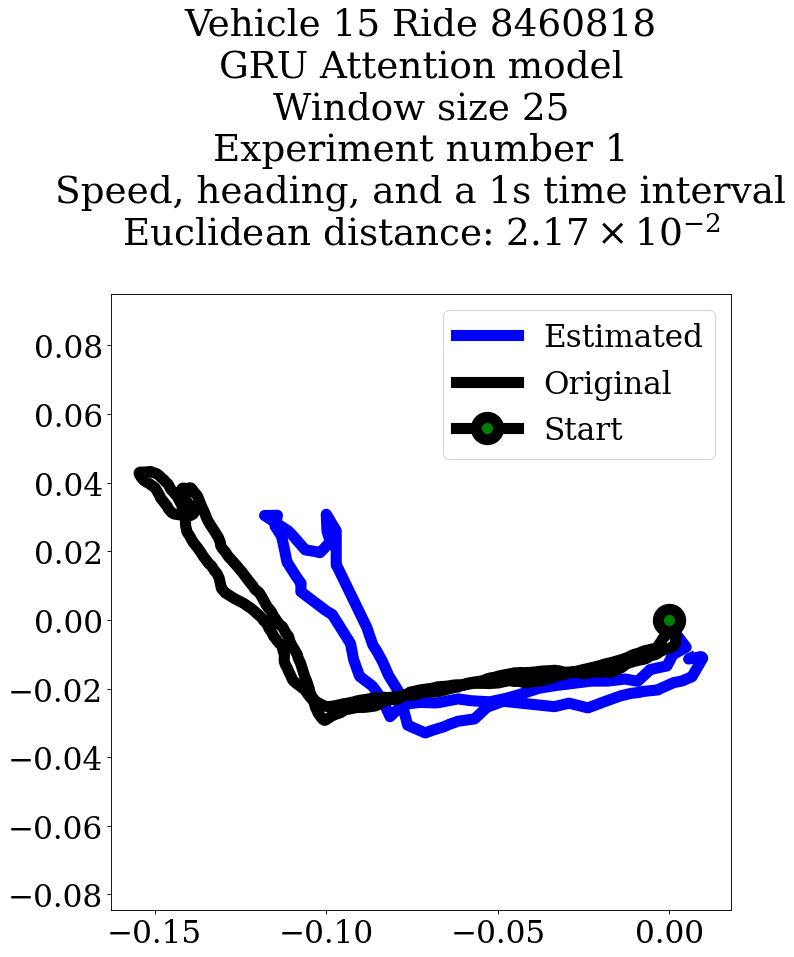 Vehicle 15 Ride 8460818
GRU Attention model
Window size 25
Experiment number 1
Speed, heading, and a 1s time interval
Euclidean distance: 2.17 × 10⁻²
Estimated
Original
Start
0.08
0.06
0.04
0.02
0.00
−0.02
−0.04
−0.06
−0.08
−0.15 −0.10 −0.05 0.00